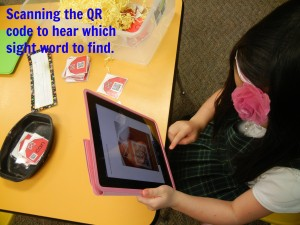 Scanning the QR
code to hear which
sight word to find.